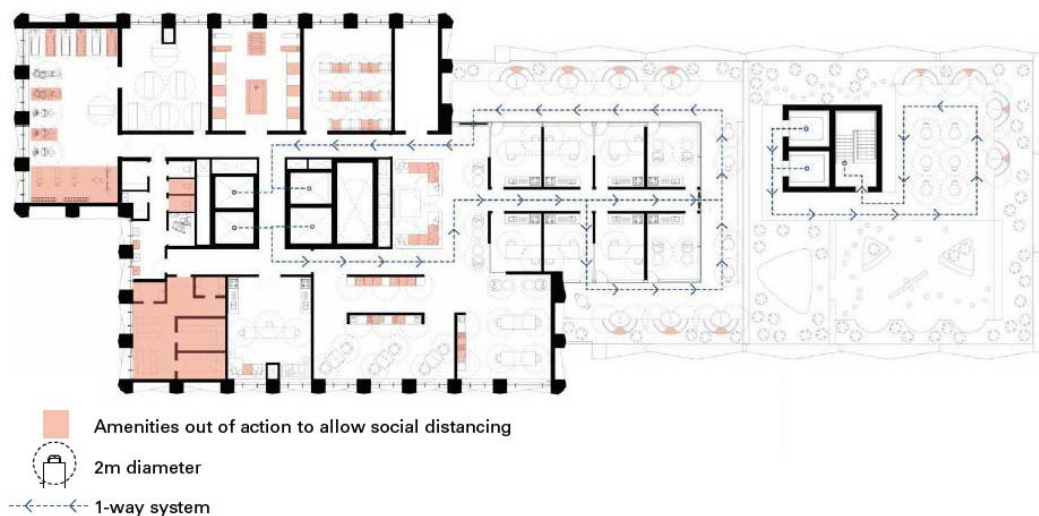 Amenities out of action to allow social distancing
2m diameter
1-way system